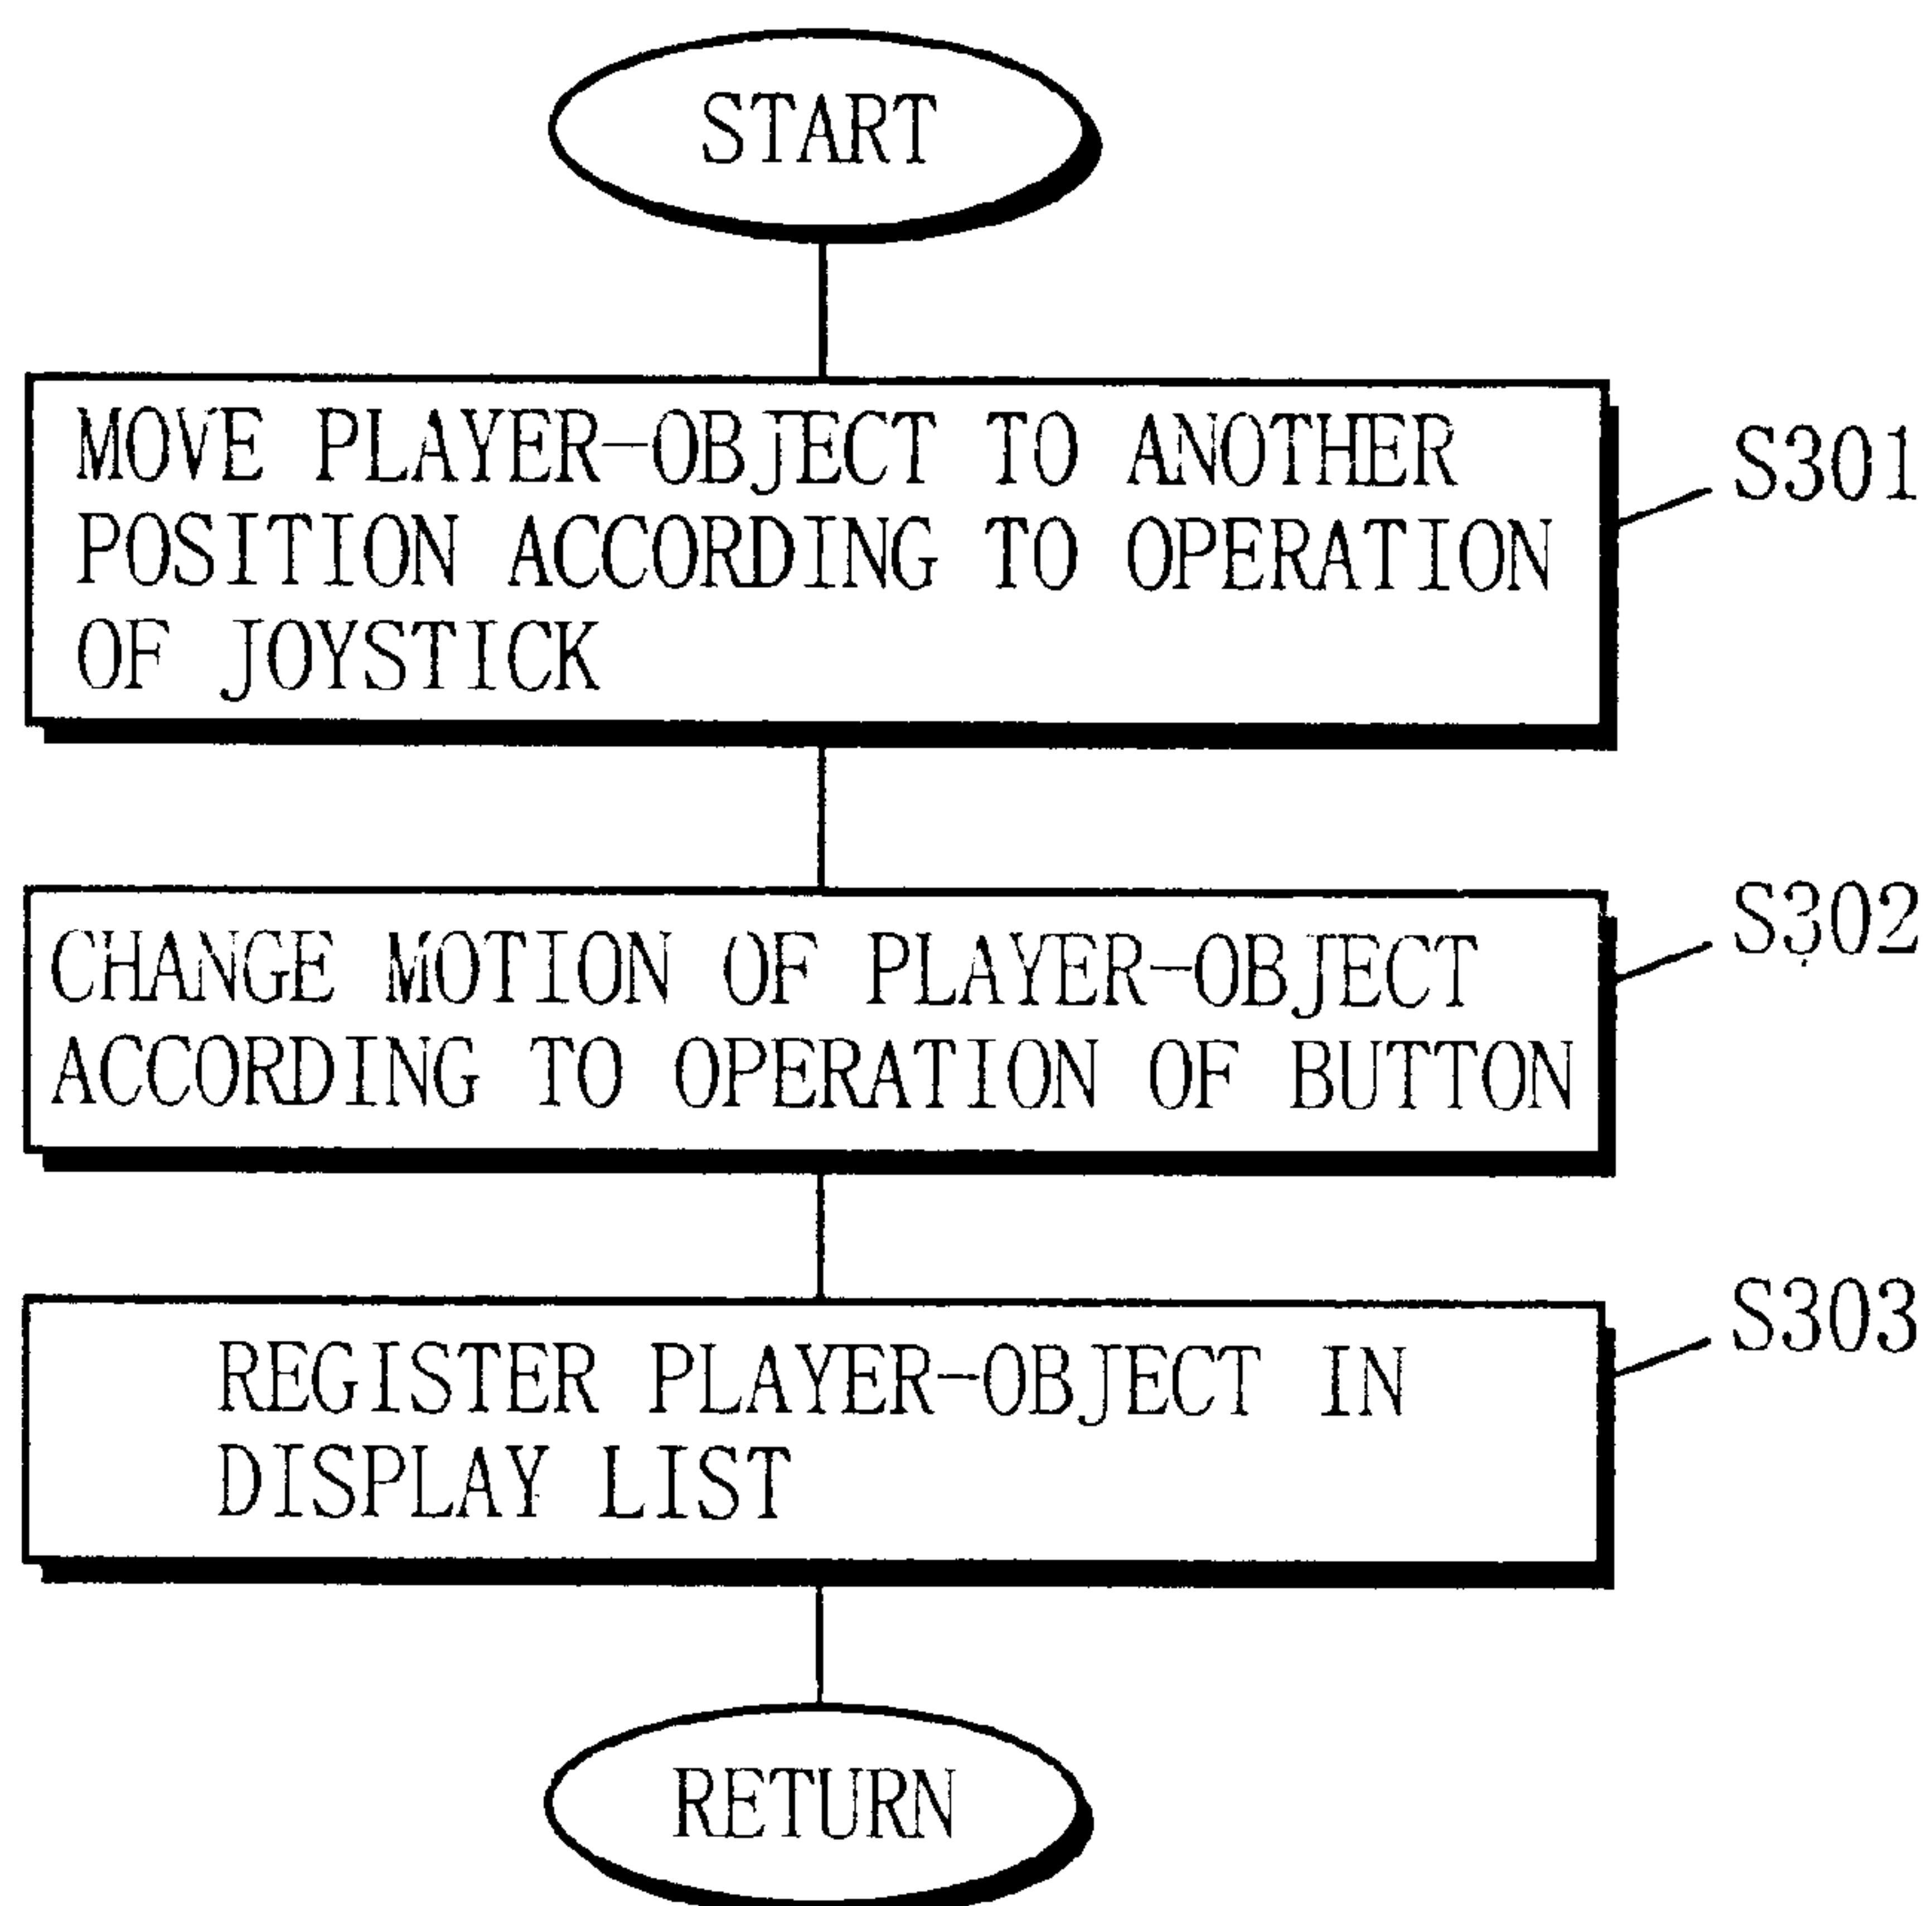 START
MOVE PLAYER-OBJECT TO ANOTHER
POSITION ACCORDING TO OPERATION
OF JOYSTICK
S301
CHANGE MOTION OF PLAYER-OBJECT
ACCORDING TO OPERATION OF BUTTON
S302
REGISTER PLAYER-OBJECT IN
DISPLAY LIST
S303
RETURN